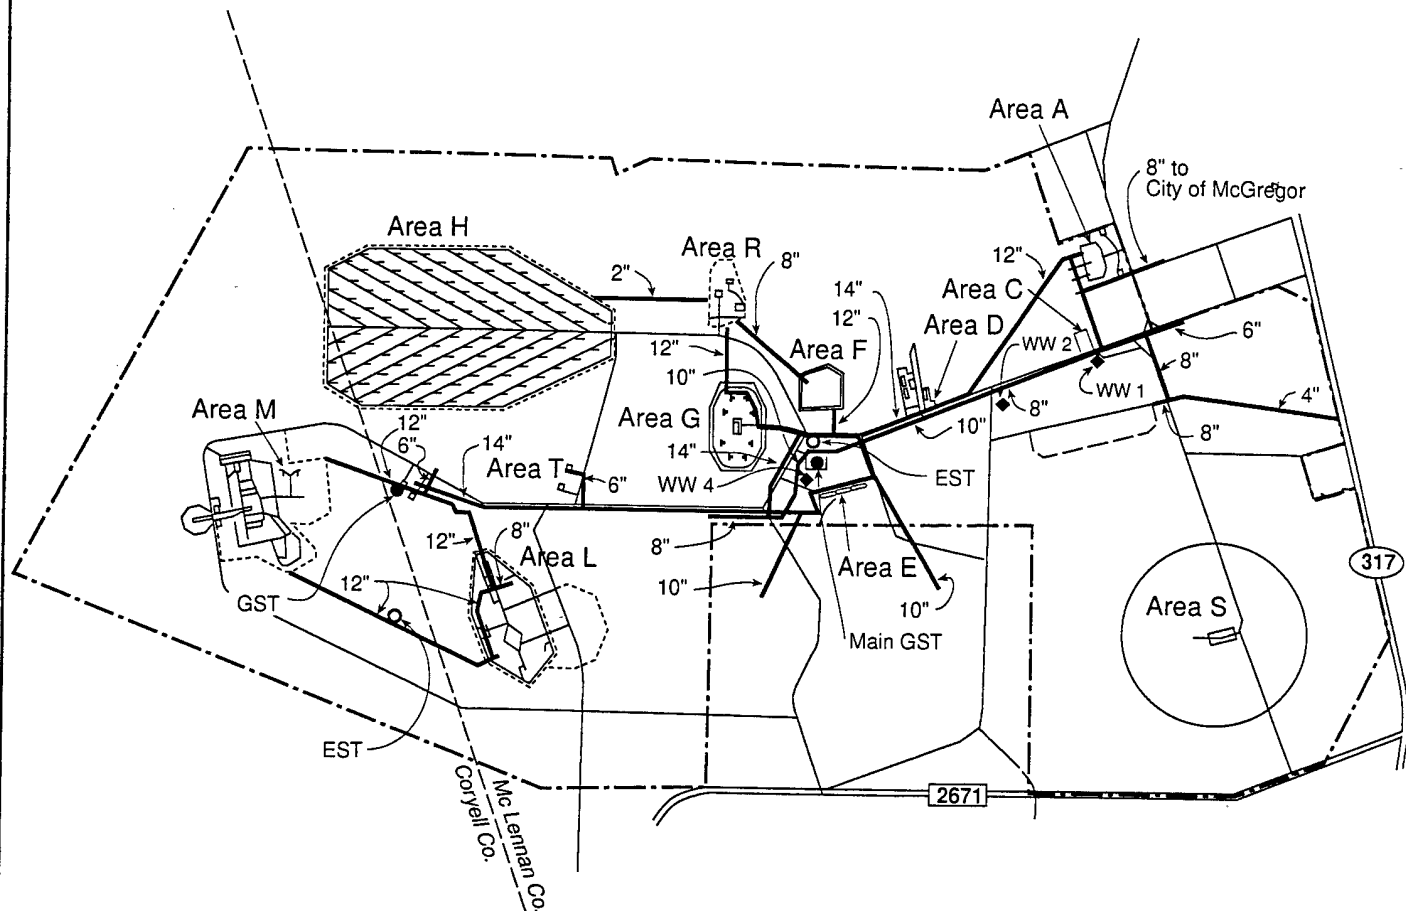 Area A
8" to
City of McGregor
Area H
Area R
8"
2"
12"
14"
12"
Area C
Area D
WW 2
6"
12"
10"
Area F
8"
WW 1
8"
4"
Area M
12"
6"
14"
Area G
10"
8"
14"
WW 4
EST
Area T
6"
12"
8"
Area L
8"
10"
Area E
10"
Main GST
12"
GST
EST
Area S
317
Mc Lennan Co.
Coryell Co.
2671